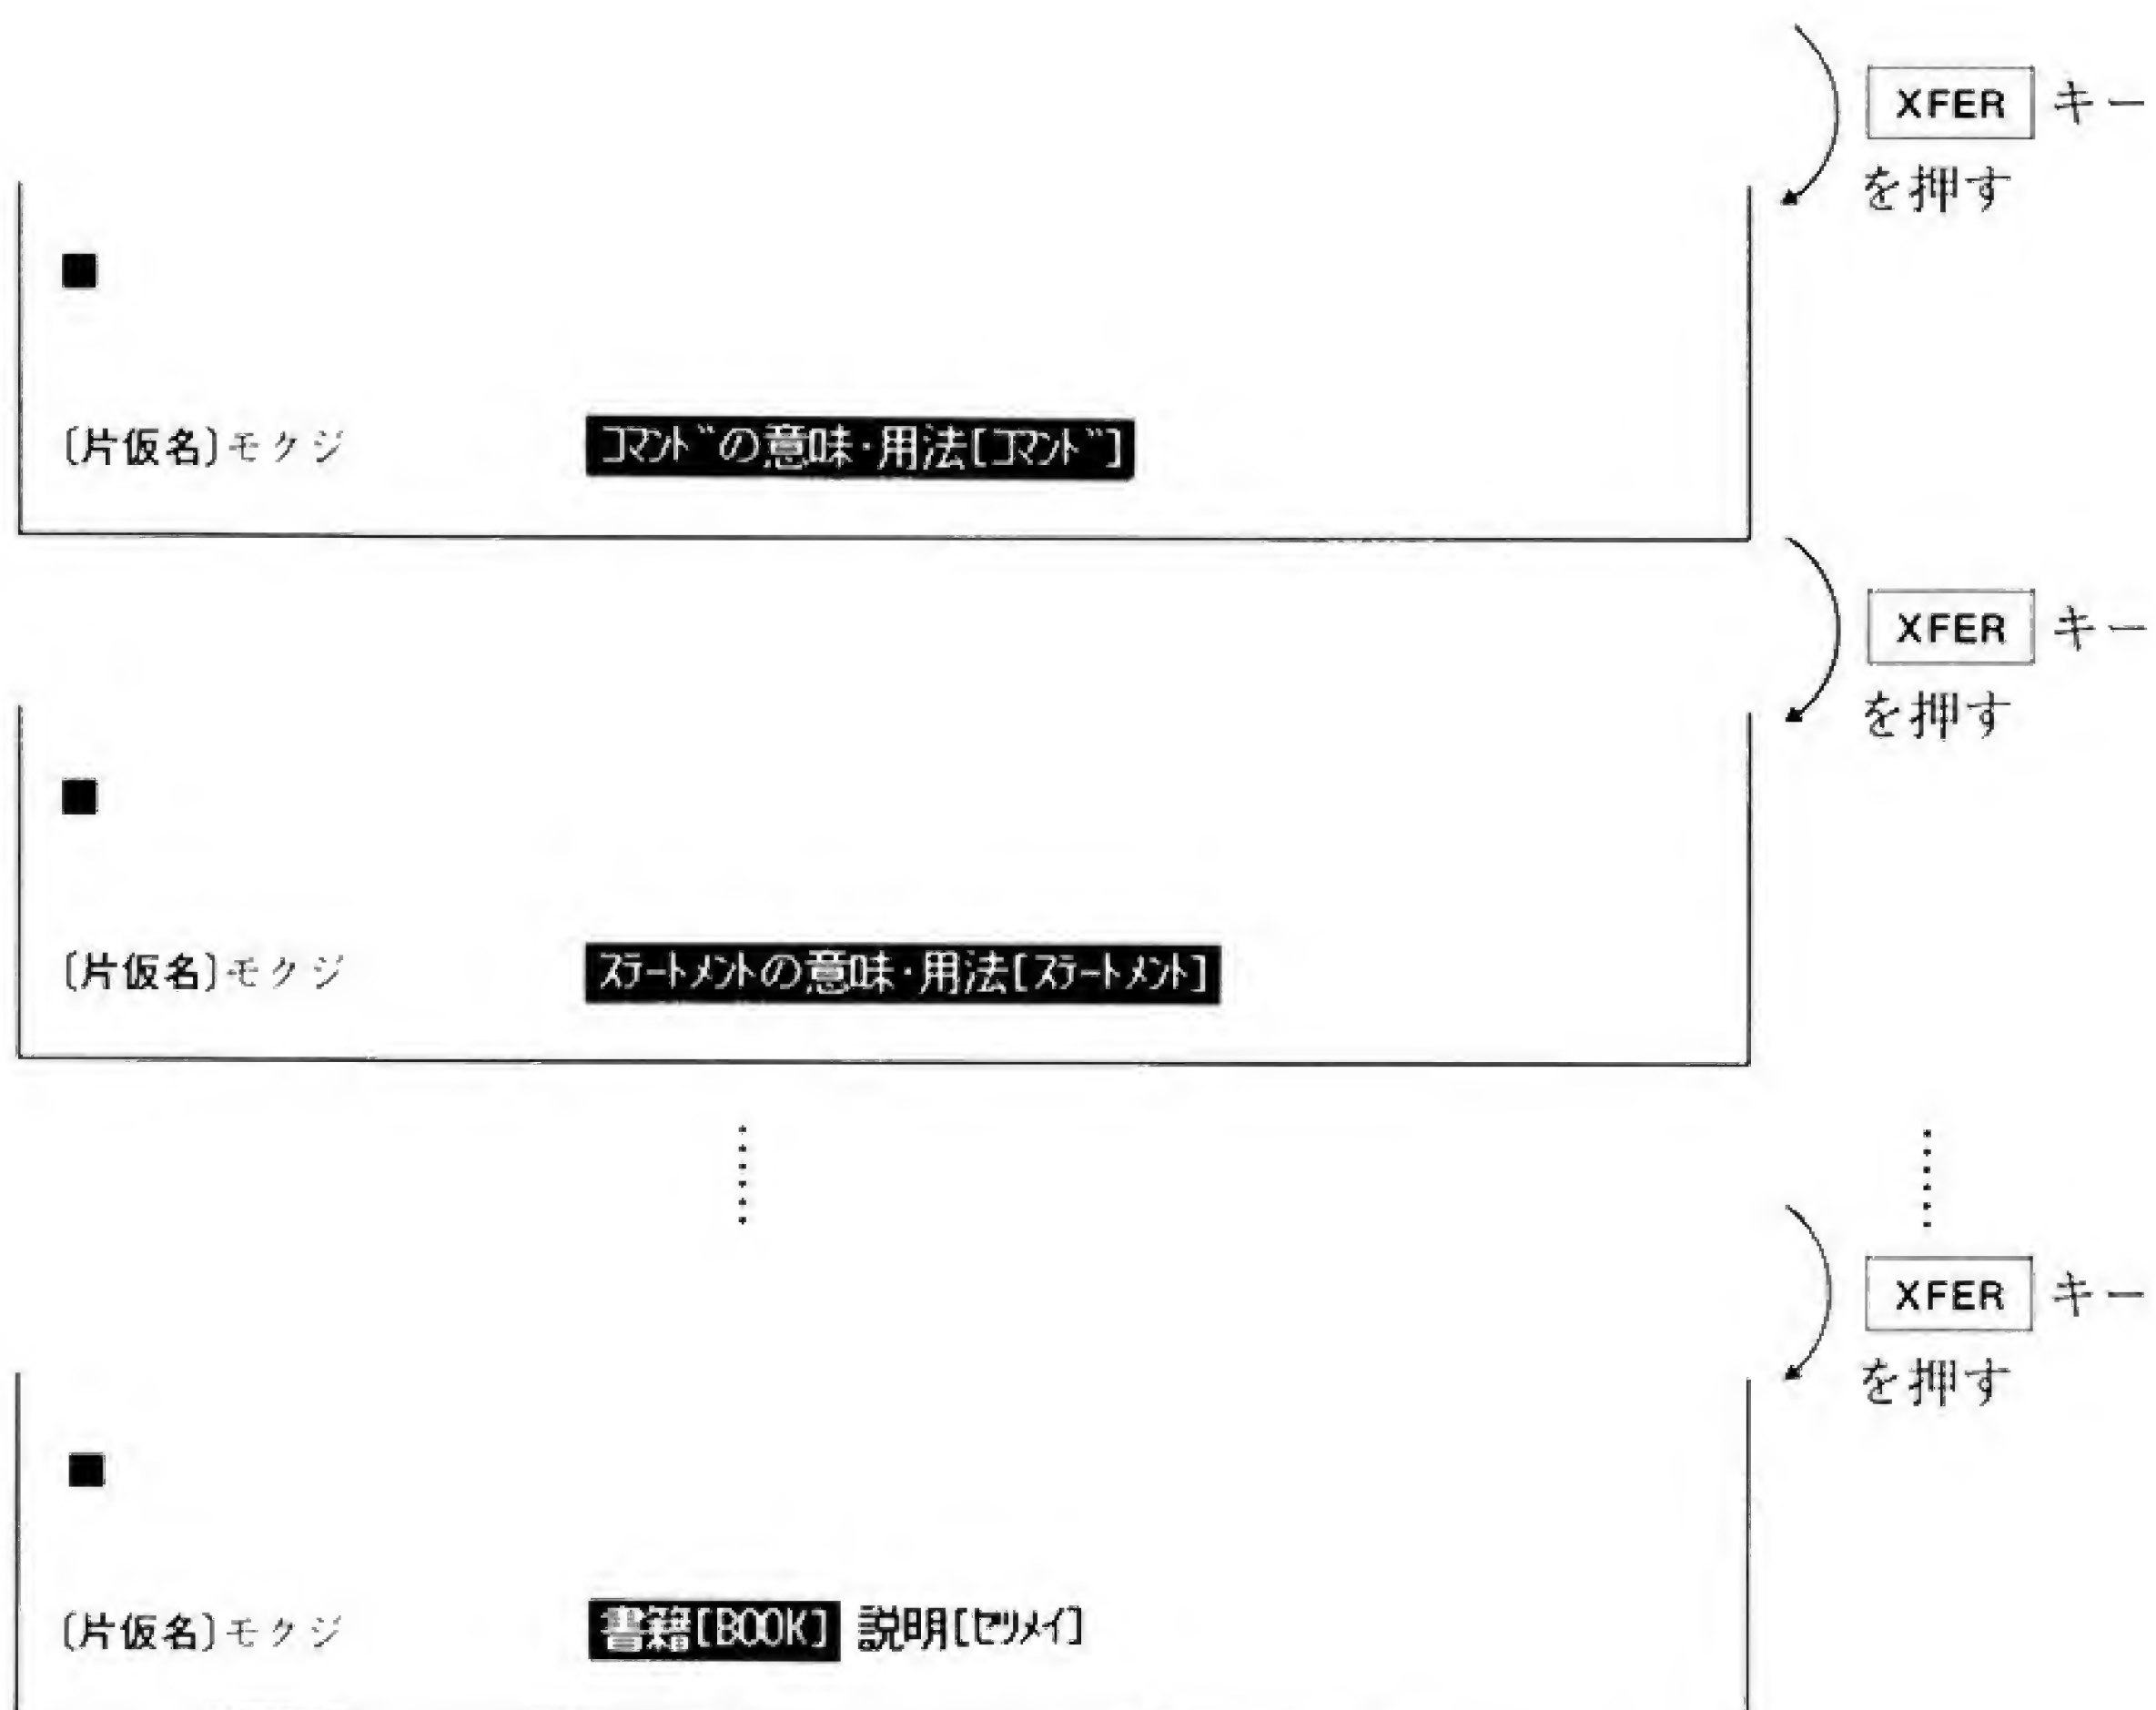 XFER キー
を押す
■
〔片仮名〕モクジ ｺﾏﾝﾄﾞの意味・用法[ｺﾏﾝﾄﾞ]
XFER キー
を押す
■
〔片仮名〕モクジ ｽﾃｰﾄﾒﾝﾄの意味・用法[ｽﾃｰﾄﾒﾝﾄ]
XFER キー
を押す
■
〔片仮名〕モクジ 書籍[BOOK] 説明[ｾﾂﾒｲ]